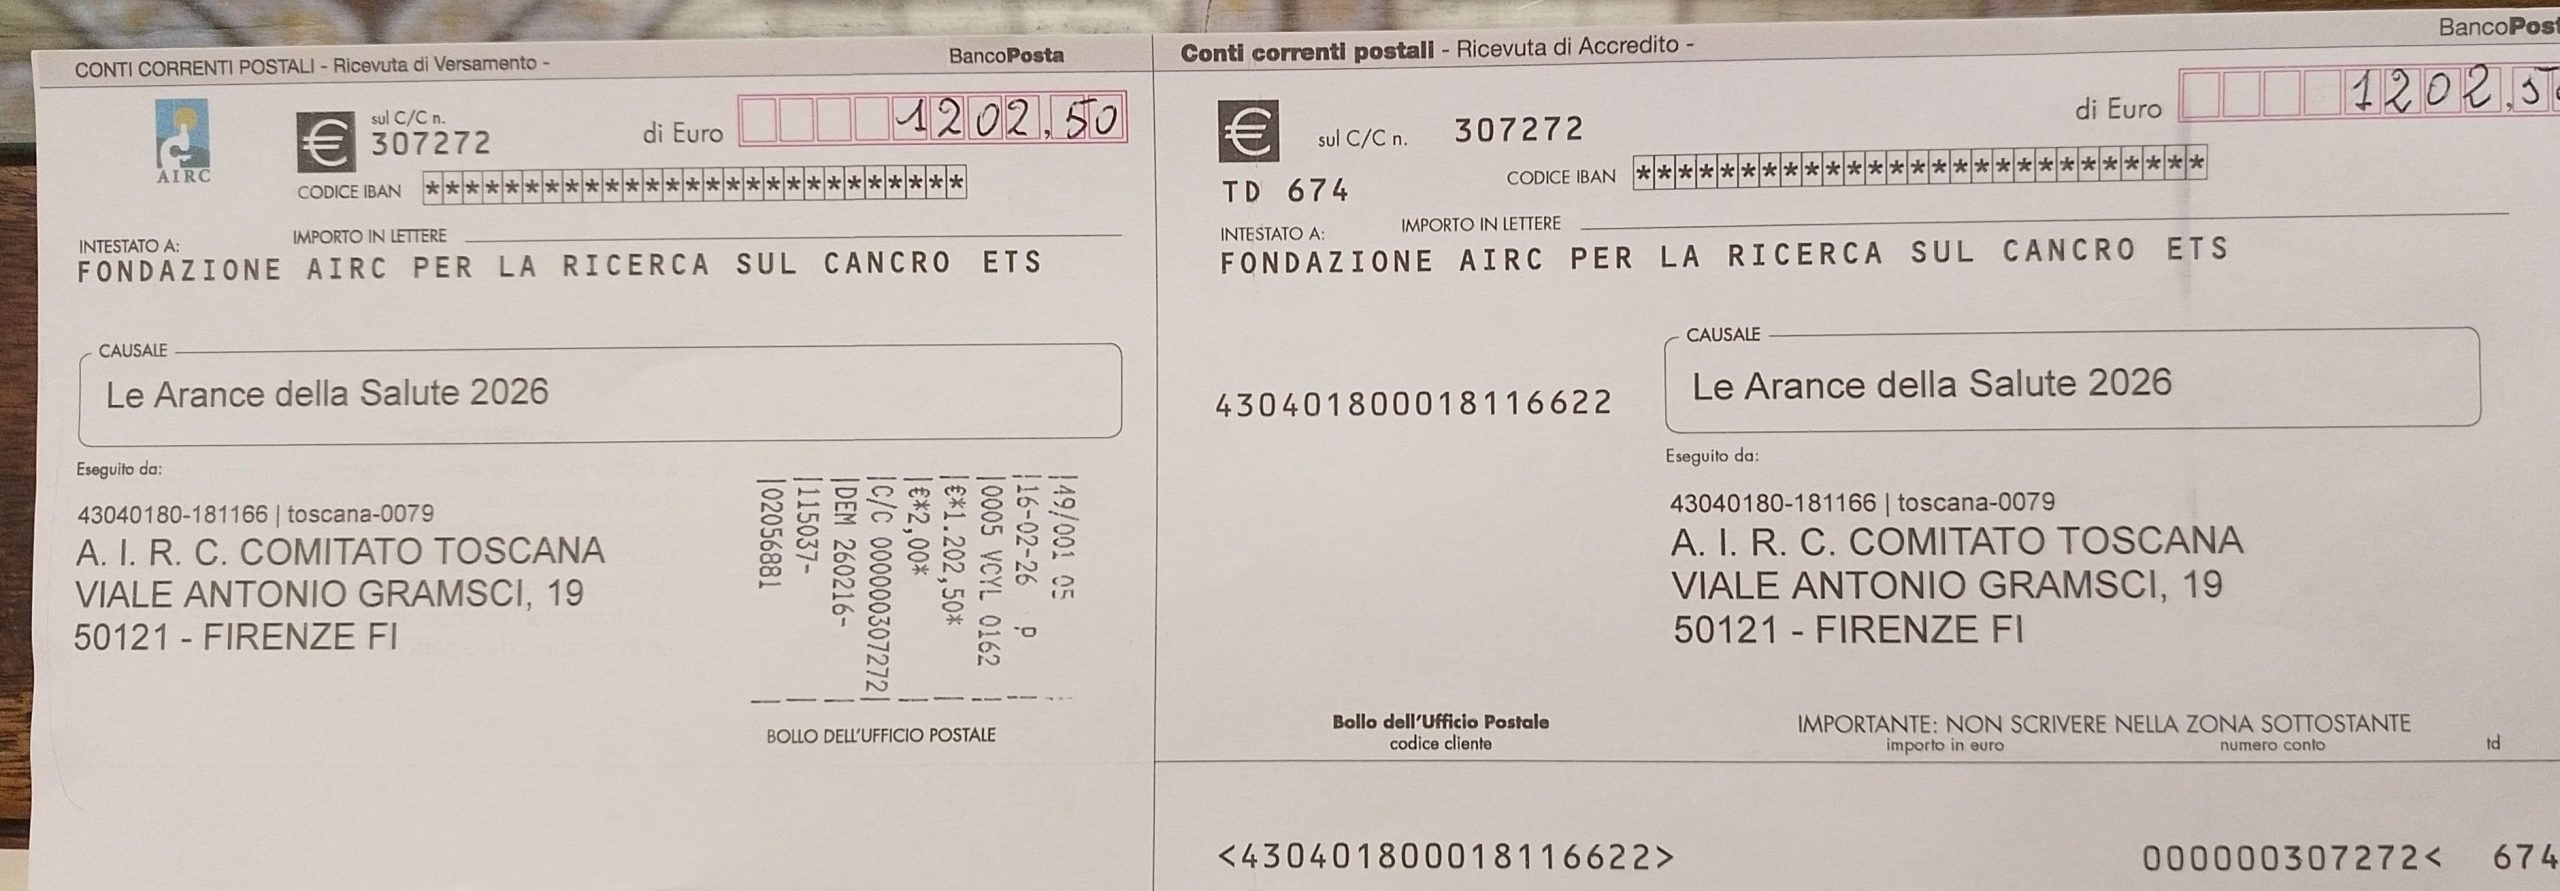 CONTI CORRENTI POSTALI - Ricevuta di Versamento -
BancoPosta
AIRC
€
sul C/C n.
307272
di Euro
1202,50
CODICE IBAN
***************************
INTESTATO A:
IMPORTO IN LETTERE
FONDAZIONE AIRC PER LA RICERCA SUL CANCRO ETS
CAUSALE
Le Arance della Salute 2026
Eseguito da:
43040180-181166 | toscana-0079
A. I. R. C. COMITATO TOSCANA
VIALE ANTONIO GRAMSCI, 19
50121 - FIRENZE FI
|49/001 05
|16-02-26 P
|0005 VCYL 0162
|€*1.202,50*
|€*2,00*
|C/C 000000307272|
|DEM 260216-
|115037-
|02056881
BOLLO DELL'UFFICIO POSTALE
Conti correnti postali - Ricevuta di Accredito -
BancoPost
€
sul C/C n.
307272
di Euro
1202,5
TD 674
CODICE IBAN
***************************
INTESTATO A:
IMPORTO IN LETTERE
FONDAZIONE AIRC PER LA RICERCA SUL CANCRO ETS
CAUSALE
Le Arance della Salute 2026
430401800018116622
Eseguito da:
43040180-181166 | toscana-0079
A. I. R. C. COMITATO TOSCANA
VIALE ANTONIO GRAMSCI, 19
50121 - FIRENZE FI
Bollo dell'Ufficio Postale
codice cliente
IMPORTANTE: NON SCRIVERE NELLA ZONA SOTTOSTANTE
importo in euro
numero conto
td
<430401800018116622>
000000307272<
674